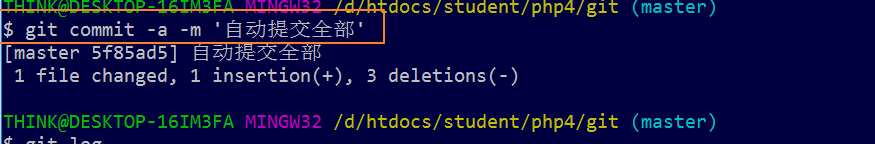 THINK@DESKTOP-16IM3FA MINGW32 /d/htdocs/student/php4/git (master)
$ git commit -a -m '自动提交全部'
[master 5f85ad5] 自动提交全部
1 file changed, 1 insertion(+), 3 deletions(-)
THINK@DESKTOP-16IM3FA MINGW32 /d/htdocs/student/php4/git (master)
$ git log